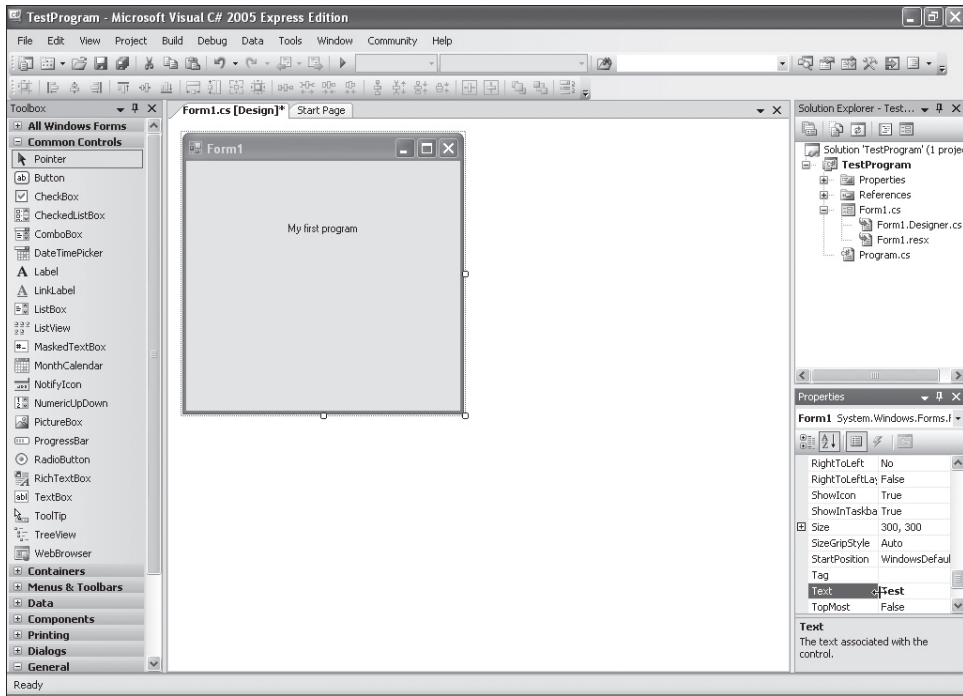 TestProgram - Microsoft Visual C# 2005 Express Edition
File Edit View Project Build Debug Data Tools Window Community Help
Toolbox
All Windows Forms
Common Controls
Pointer
Button
CheckBox
CheckedListBox
ComboBox
DateTimePicker
Label
LinkLabel
ListBox
ListView
MaskedTextBox
MonthCalendar
NotifyIcon
NumericUpDown
PictureBox
ProgressBar
RadioButton
RichTextBox
TextBox
ToolTip
TreeView
WebBrowser
Containers
Menus & Toolbars
Data
Components
Printing
Dialogs
General
Form1.cs [Design]* Start Page
Form1
My first program
Solution Explorer - Test...
Solution 'TestProgram' (1 proje
TestProgram
Properties
References
Form1.cs
Form1.Designer.cs
Form1.resx
Program.cs
Properties
Form1 System.Windows.Forms.F
RightToLeft No
RightToLeftLay False
ShowIcon True
ShowInTaskba True
Size 300, 300
SizeGripStyle Auto
StartPosition WindowsDefaul
Tag
Text Test
TopMost False
Text
The text associated with the
control.
Ready